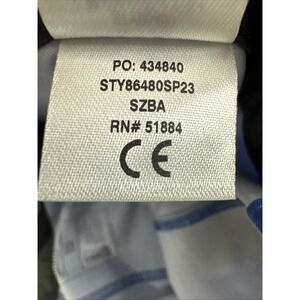 PO: 434840
STY86480SP23
SZBA
RN# 51884
CE